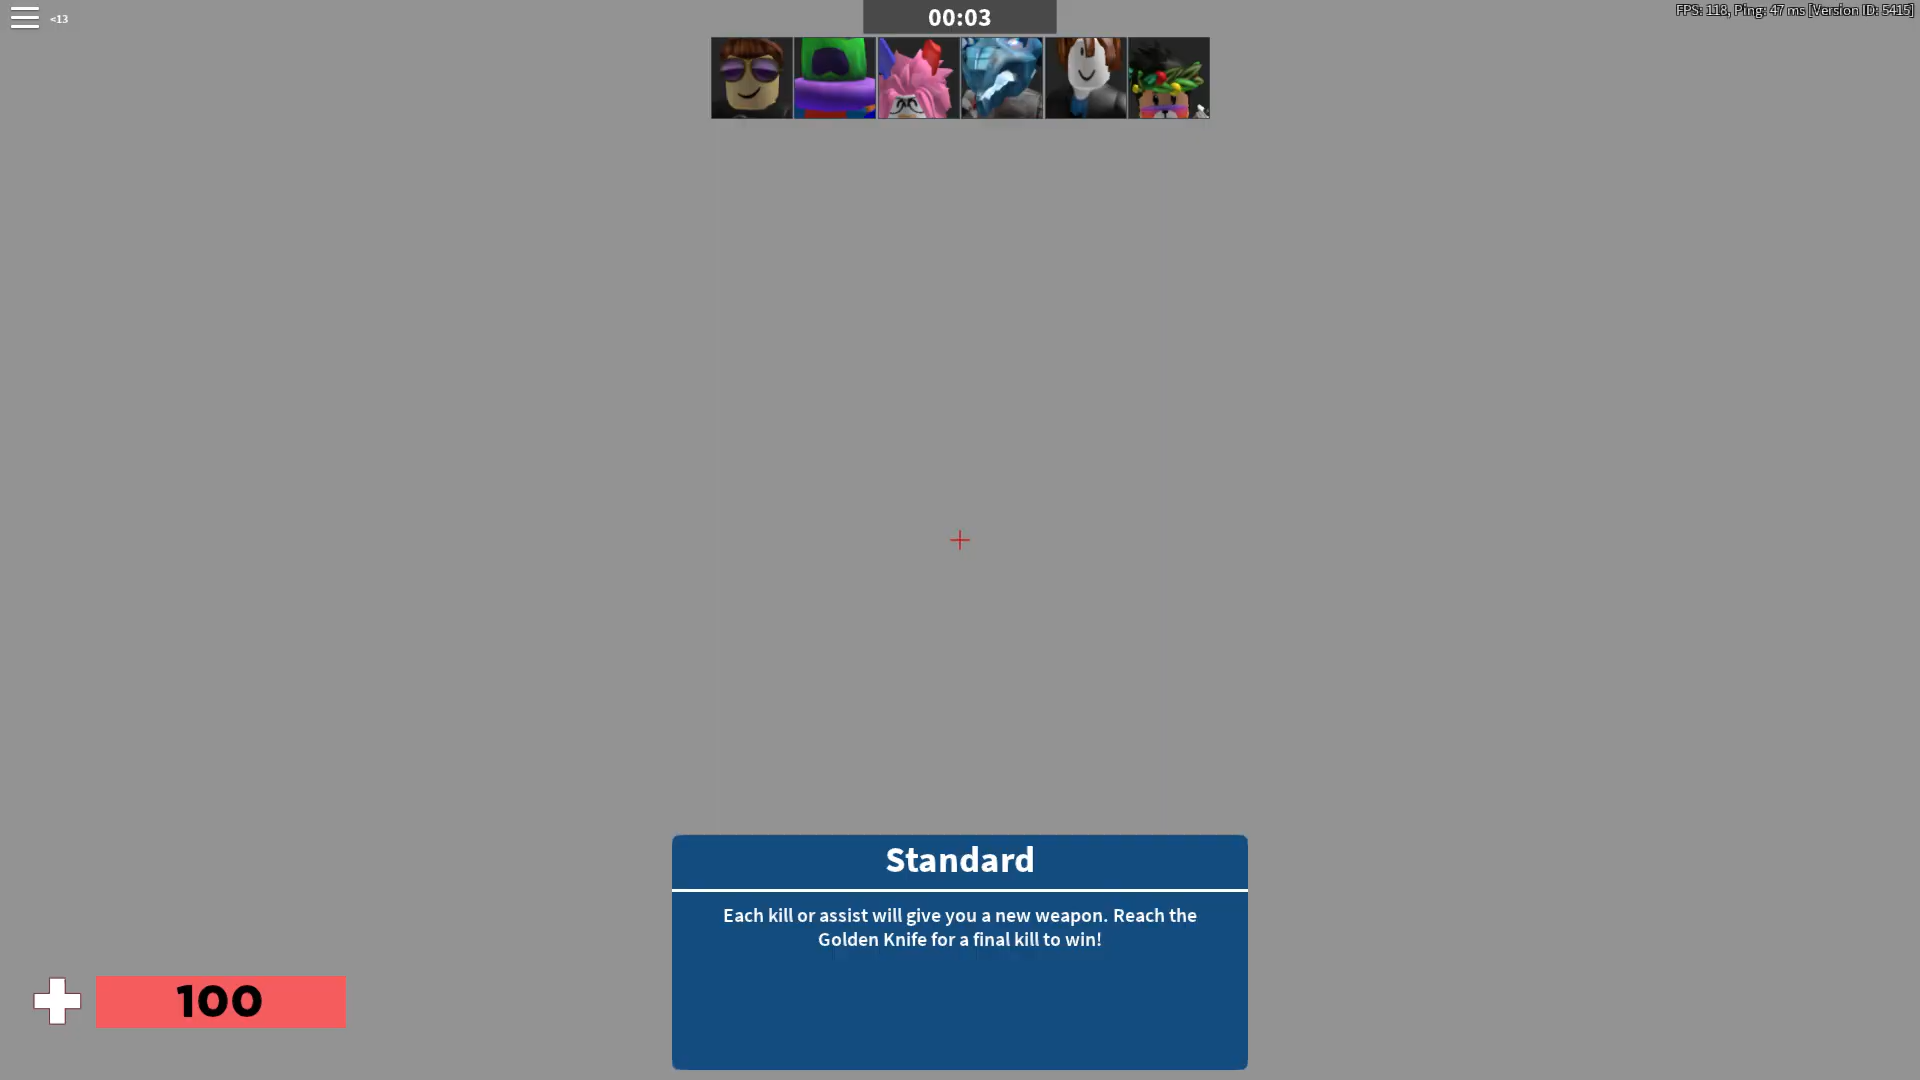 <13
00:03
FPS: 118, Ping: 47 ms [Version ID: 5415]
Standard
Each kill or assist will give you a new weapon. Reach the
Golden Knife for a final kill to win!
100